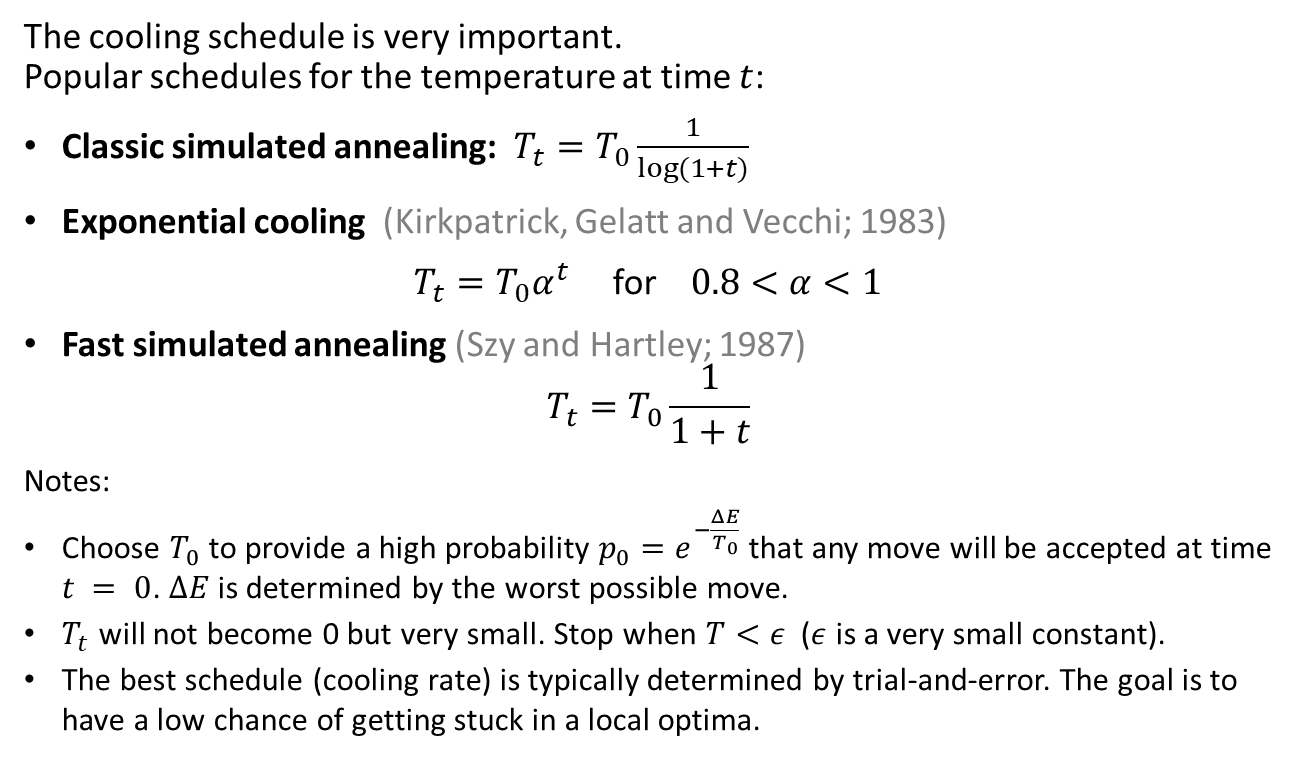 The cooling schedule is very important.
Popular schedules for the temperature at time t:
• Classic simulated annealing: T_t = T_0 1/log(1+t)
• Exponential cooling (Kirkpatrick, Gelatt and Vecchi; 1983)
T_t = T_0 α^t for 0.8 < α < 1
• Fast simulated annealing (Szy and Hartley; 1987)
T_t = T_0 1/(1 + t)
Notes:
• Choose T_0 to provide a high probability p_0 = e^(−ΔE/T_0) that any move will be accepted at time
t = 0. ΔE is determined by the worst possible move.
• T_t will not become 0 but very small. Stop when T < ϵ (ϵ is a very small constant).
• The best schedule (cooling rate) is typically determined by trial-and-error. The goal is to
have a low chance of getting stuck in a local optima.